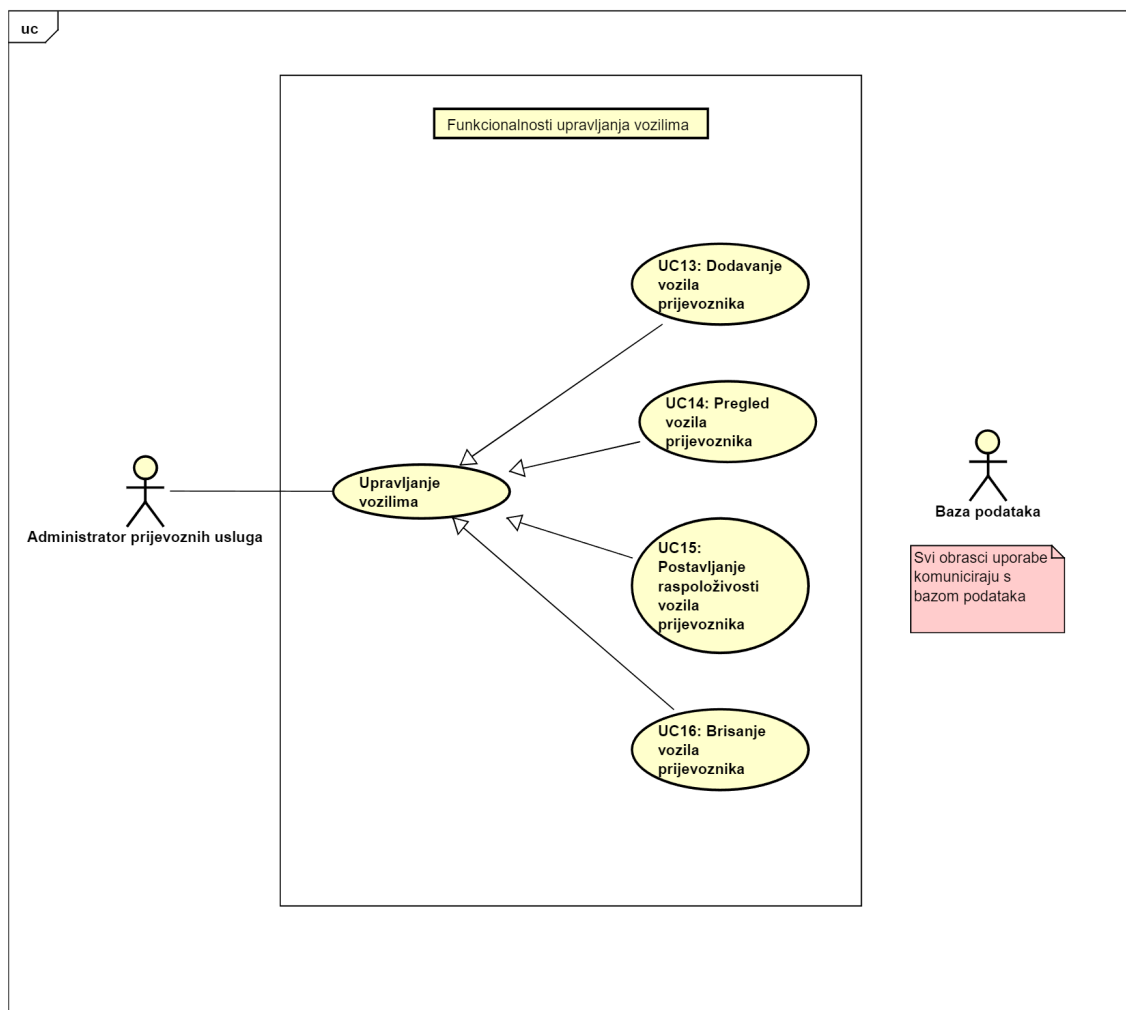 uc
Funkcionalnosti upravljanja vozilima
UC13: Dodavanje
vozila
prijevoznika
UC14: Pregled
vozila
prijevoznika
Upravljanje
vozilima
Administrator prijevoznih usluga
Baza podataka
Svi obrasci uporabe
komuniciraju s
bazom podataka
UC15:
Postavljanje
raspoloživosti
vozila
prijevoznika
UC16: Brisanje
vozila
prijevoznika